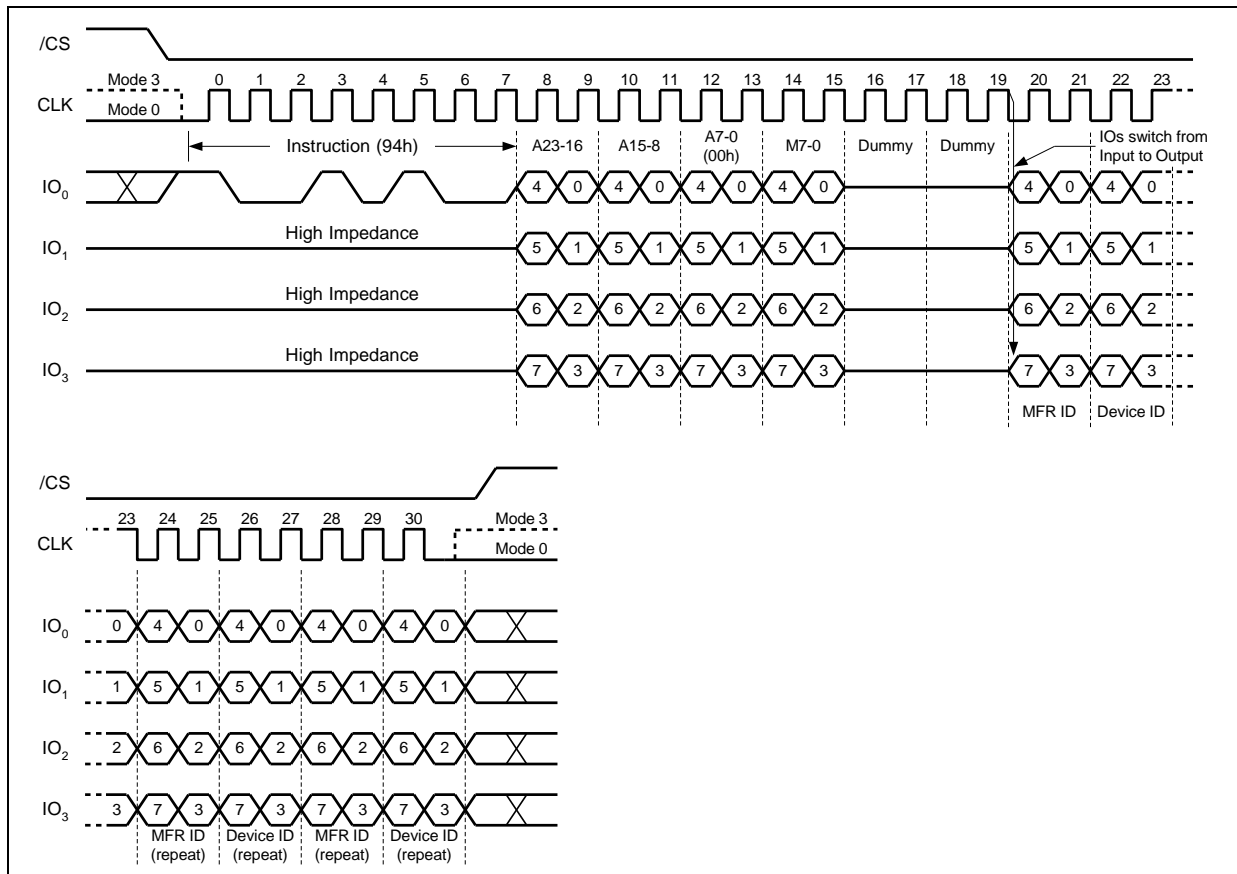 /CS
Mode 3 0 1 2 3 4 5 6 7 8 9 10 11 12 13 14 15 16 17 18 19 20 21 22 23
CLK Mode 0
Instruction (94h) A23-16 A15-8 A7-0 (00h) M7-0 Dummy Dummy IOs switch from Input to Output
IO0 4 0 4 0 4 0 4 0 4 0 4 0
High Impedance
IO1 5 1 5 1 5 1 5 1 5 1 5 1
High Impedance
IO2 6 2 6 2 6 2 6 2 6 2 6 2
High Impedance
IO3 7 3 7 3 7 3 7 3 7 3 7 3
MFR ID Device ID
/CS
23 24 25 26 27 28 29 30 Mode 3
CLK Mode 0
IO0 0 4 0 4 0 4 0 4 0
IO1 1 5 1 5 1 5 1 5 1
IO2 2 6 2 6 2 6 2 6 2
IO3 3 7 3 7 3 7 3 7 3
MFR ID Device ID MFR ID Device ID
(repeat) (repeat) (repeat) (repeat)